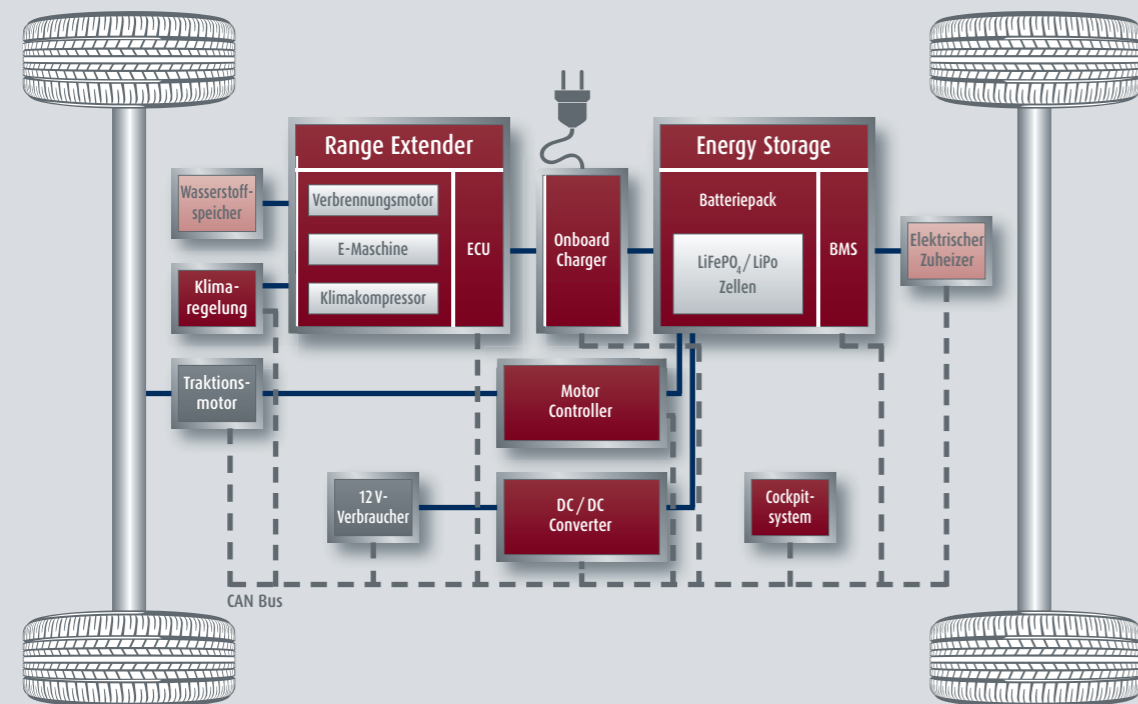 Range Extender
Energy Storage
Wasserstoff-
speicher
Verbrennungsmotor
E-Maschine
Klimakompressor
ECU
Onboard
Charger
Batteriepack
LiFePO₄ / LiPo
Zellen
BMS
Elektrischer
Zuheizer
Klima-
regelung
Traktions-
motor
Motor
Controller
12 V-
Verbraucher
DC / DC
Converter
Cockpit-
system
CAN Bus